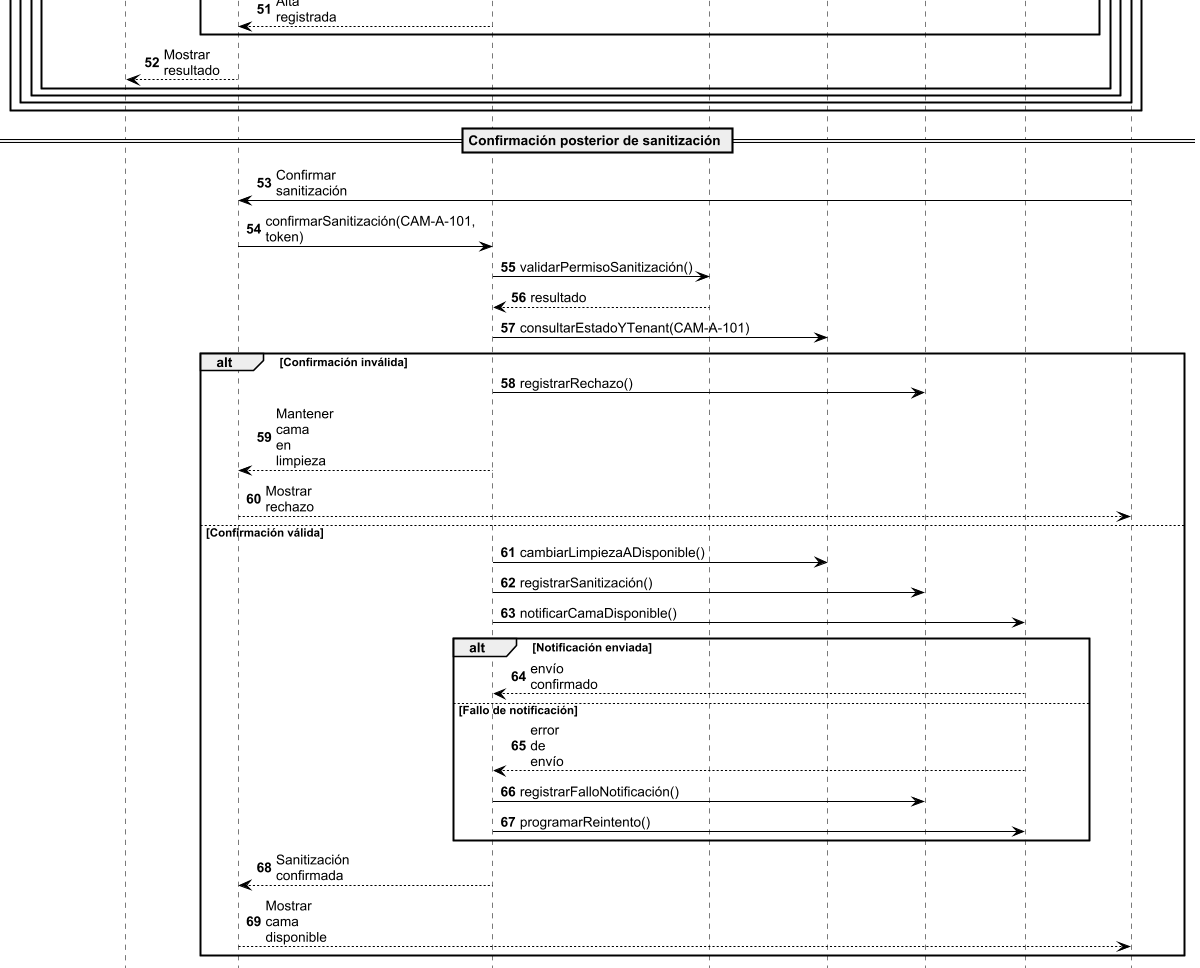 Alta
51
registrada
Mostrar
52
resultado
Confirmación posterior de sanitización
Confirmar
53
sanitización
confirmarSanitización(CAM-A-101,
54
token)
55 validarPermisoSanitización()
56 resultado
57 consultarEstadoYTenant(CAM-A-101)
alt [Confirmación inválida]
58 registrarRechazo()
Mantener
cama
59
en
limpieza
Mostrar
60
rechazo
[Confirmación válida]
61 cambiarLimpiezaADisponible()
62 registrarSanitización()
63 notificarCamaDisponible()
alt [Notificación enviada]
envío
64
confirmado
[Fallo de notificación]
error
65 de
envío
66 registrarFalloNotificación()
67 programarReintento()
Sanitización
68
confirmada
Mostrar
69 cama
disponible